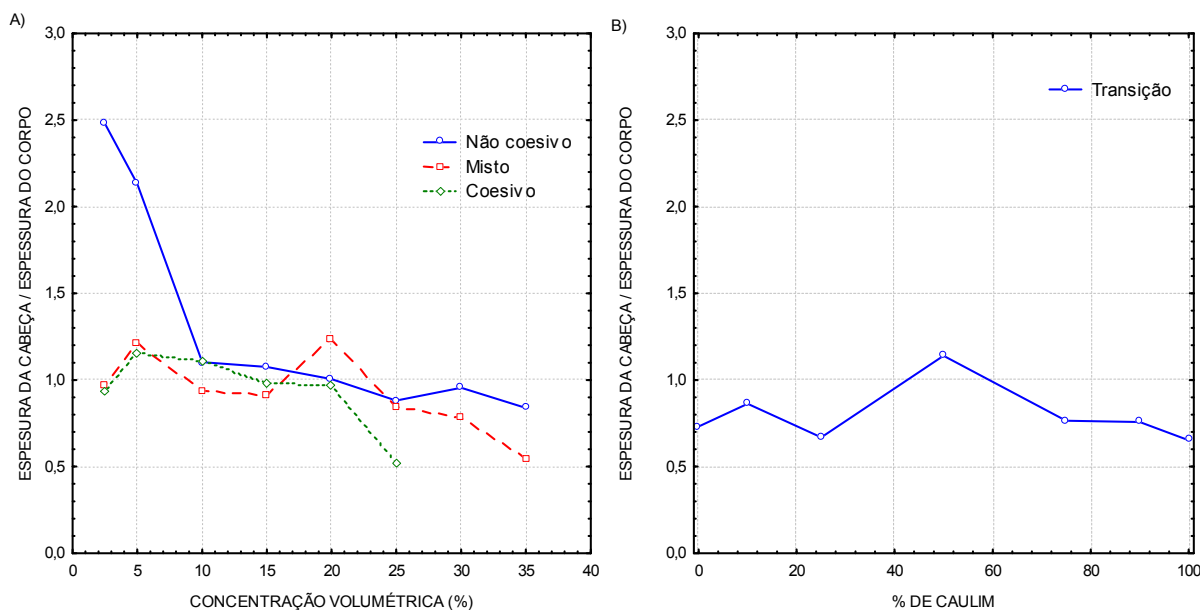 A)
ESPESURA DA CABEÇA / ESPESSURA DO CORPO
3,0
2,5
2,0
1,5
1,0
0,5
0,0
0
5
10
15
20
25
30
35
40
CONCENTRAÇÃO VOLUMÉTRICA (%)
Não coesivo
Misto
Coesivo
B)
ESPESURA DA CABEÇA / ESPESSURA DO CORPO
3,0
2,5
2,0
1,5
1,0
0,5
0,0
0
20
40
60
80
100
% DE CAULIM
Transição